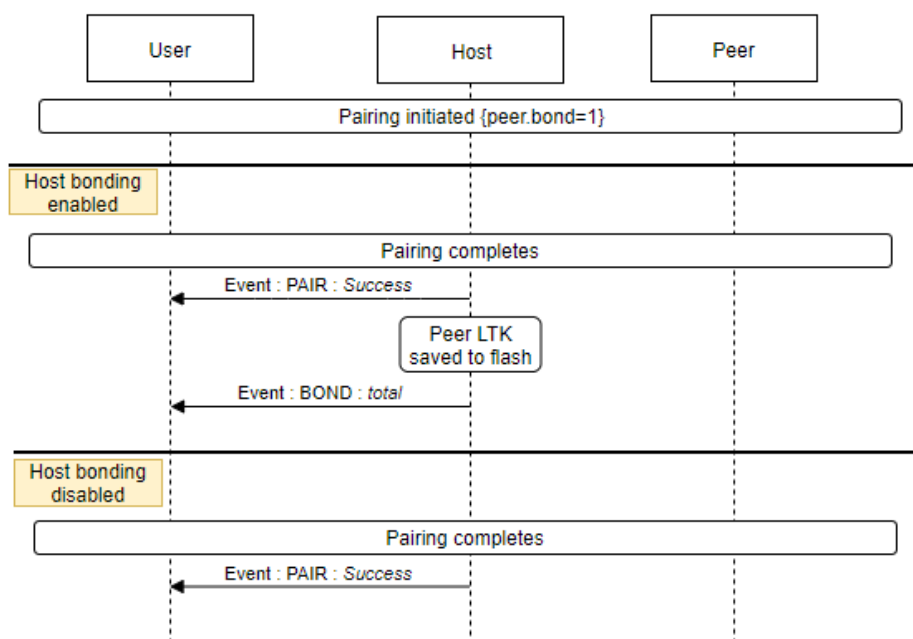 User
Host
Peer
Pairing initiated {peer.bond=1}
Host bonding
enabled
Pairing completes
Event : PAIR : Success
Peer LTK
saved to flash
Event : BOND : total
Host bonding
disabled
Pairing completes
Event : PAIR : Success